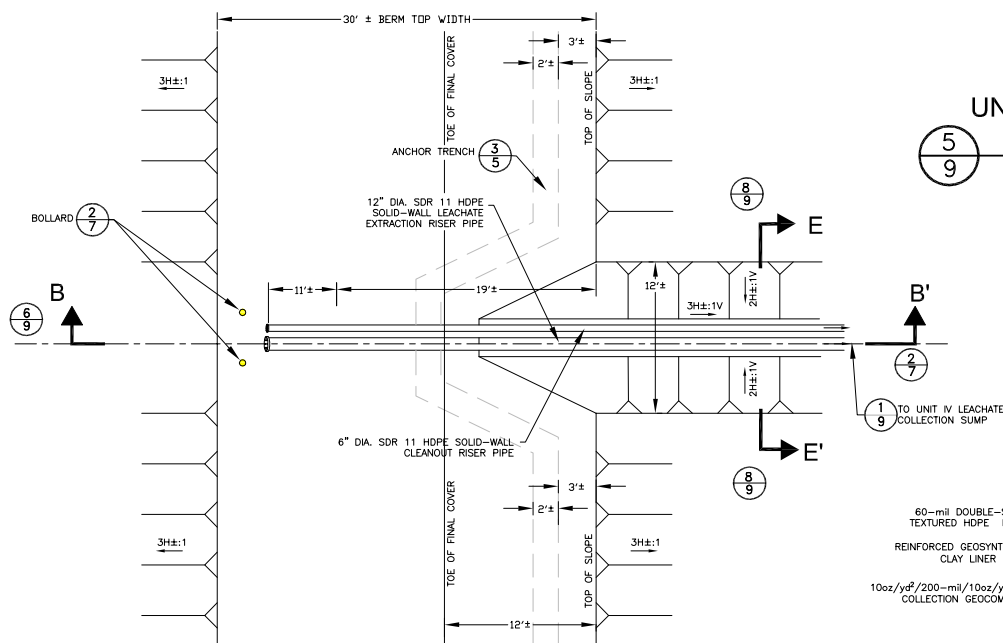 30' ± BERM TOP WIDTH
3'±
2'±
3H±:1
TOE OF FINAL COVER
TOP OF SLOPE
3H±:1
ANCHOR TRENCH
3
5
UN
5
9
12" DIA. SDR 11 HDPE
SOLID-WALL LEACHATE
EXTRACTION RISER PIPE
8
9
BOLLARD
2
7
E
11'±
19'±
12'±
3H±:1V
2H±:1V
B
6
9
B'
2
7
2H±:1V
1
9
TO UNIT IV LEACHATE
COLLECTION SUMP
6" DIA. SDR 11 HDPE SOLID-WALL
CLEANOUT RISER PIPE
E'
8
9
3'±
2'±
3H±:1
TOE OF FINAL COVER
TOP OF SLOPE
3H±:1
12'±
60-mil DOUBLE-S
TEXTURED HDPE
REINFORCED GEOSYNT
CLAY LINER
10oz/yd²/200-mil/10oz/y
COLLECTION GEOCOM